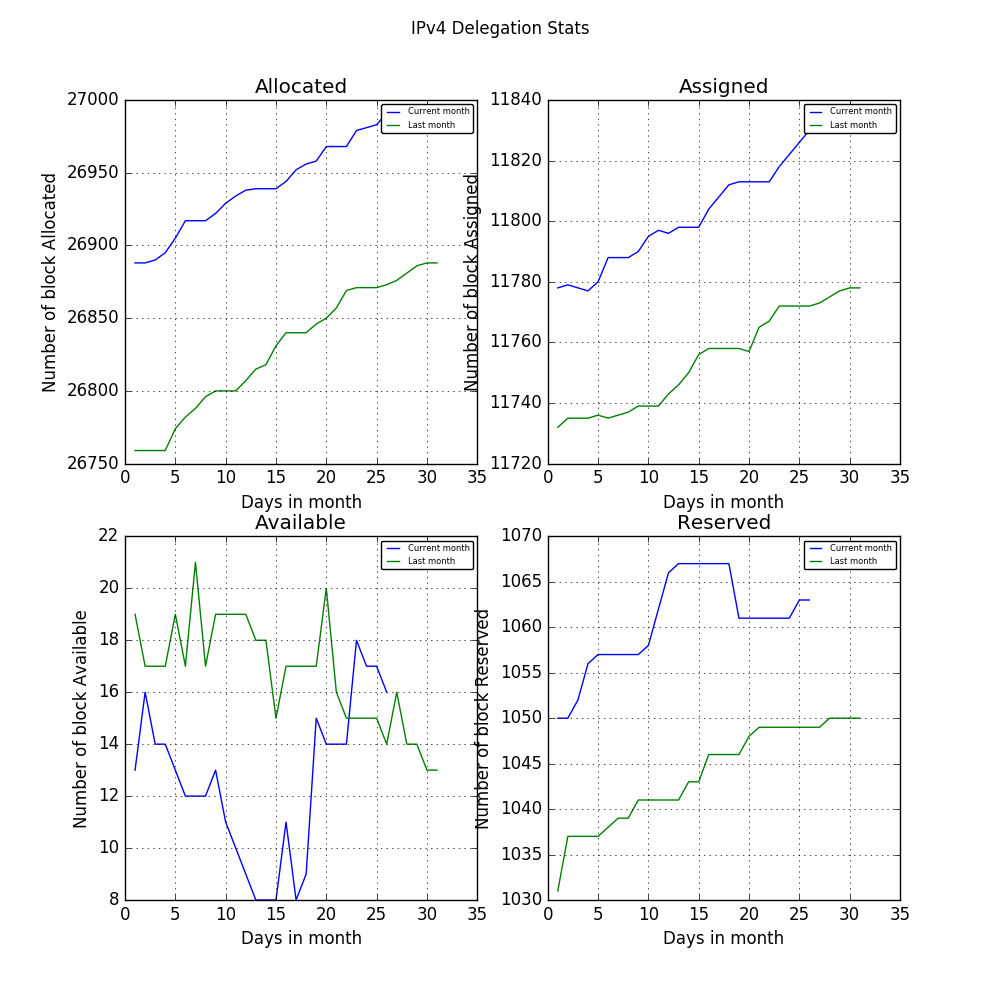 IPv4 Delegation Stats
Allocated
Number of block Allocated
27000
26950
26900
26850
26800
26750
0 5 10 15 20 25 30 35
Days in month
Current month
Last month
Assigned
Number of block Assigned
11840
11820
11800
11780
11760
11740
11720
0 5 10 15 20 25 30 35
Days in month
Current month
Last month
Available
Number of block Available
22
20
18
16
14
12
10
8
0 5 10 15 20 25 30 35
Days in month
Current month
Last month
Reserved
Number of block Reserved
1070
1065
1060
1055
1050
1045
1040
1035
1030
0 5 10 15 20 25 30 35
Days in month
Current month
Last month